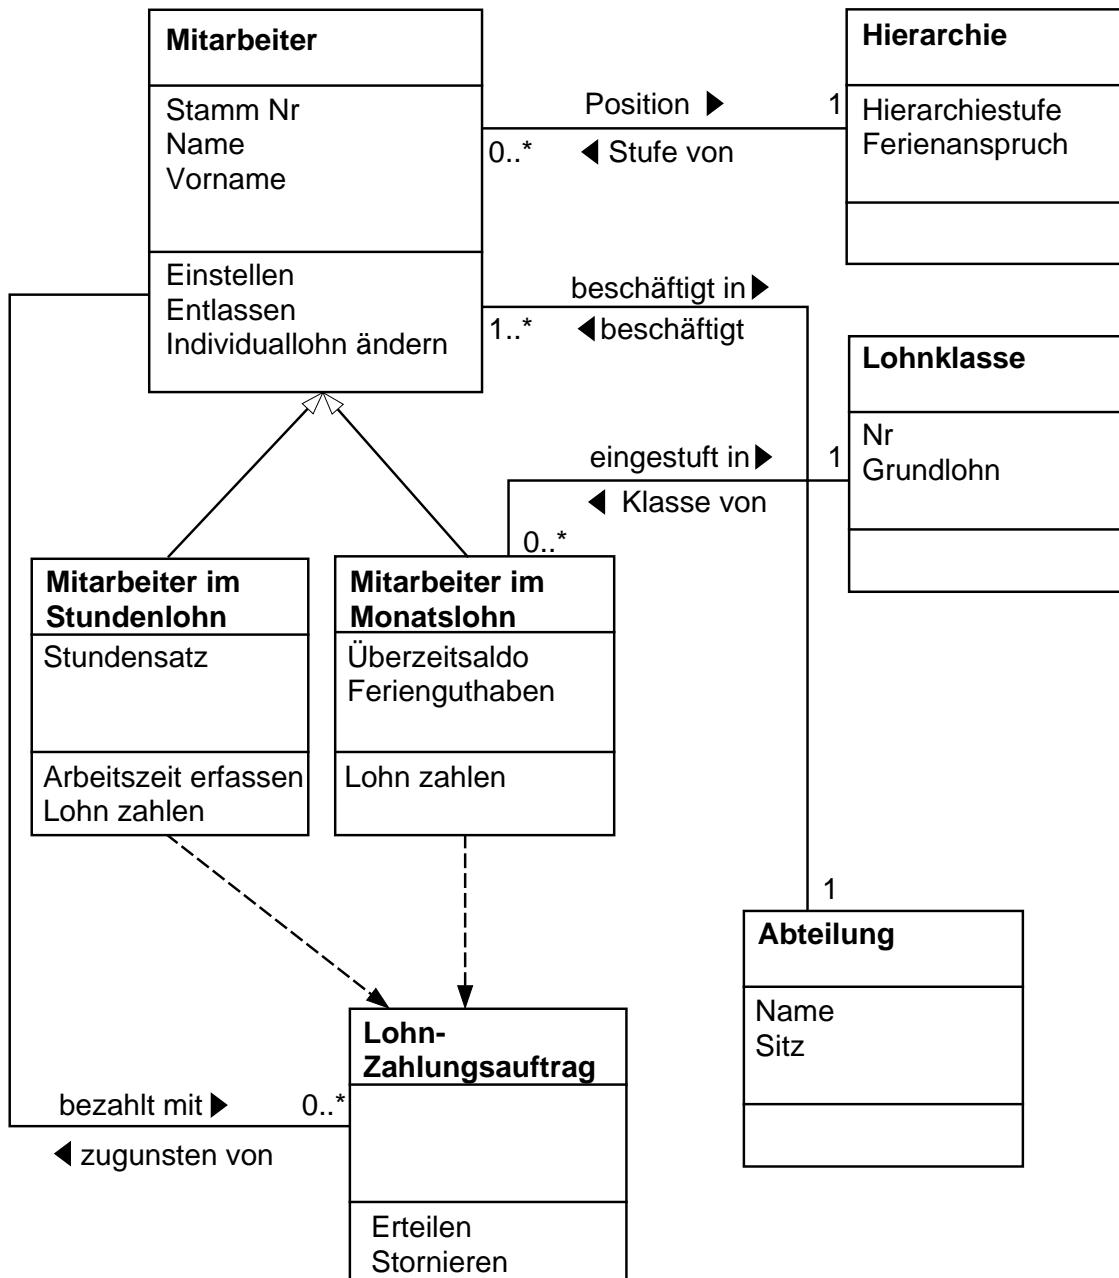 Mitarbeiter
Stamm Nr
Name
Vorname
Einstellen
Entlassen
Individuallohn ändern
Position ▶
1
0..*
◀ Stufe von
Hierarchie
Hierarchiestufe
Ferienanspruch
beschäftigt in ▶
1..*
◀ beschäftigt
Lohnklasse
Nr
Grundlohn
eingestuft in ▶
1
◀ Klasse von
0..*
Mitarbeiter im
Stundenlohn
Stundensatz
Arbeitszeit erfassen
Lohn zahlen
Mitarbeiter im
Monatslohn
Überzeitsaldo
Ferienguthaben
Lohn zahlen
1
Abteilung
Name
Sitz
Lohn-
Zahlungsauftrag
Erteilen
Stornieren
bezahlt mit ▶
0..*
◀ zugunsten von